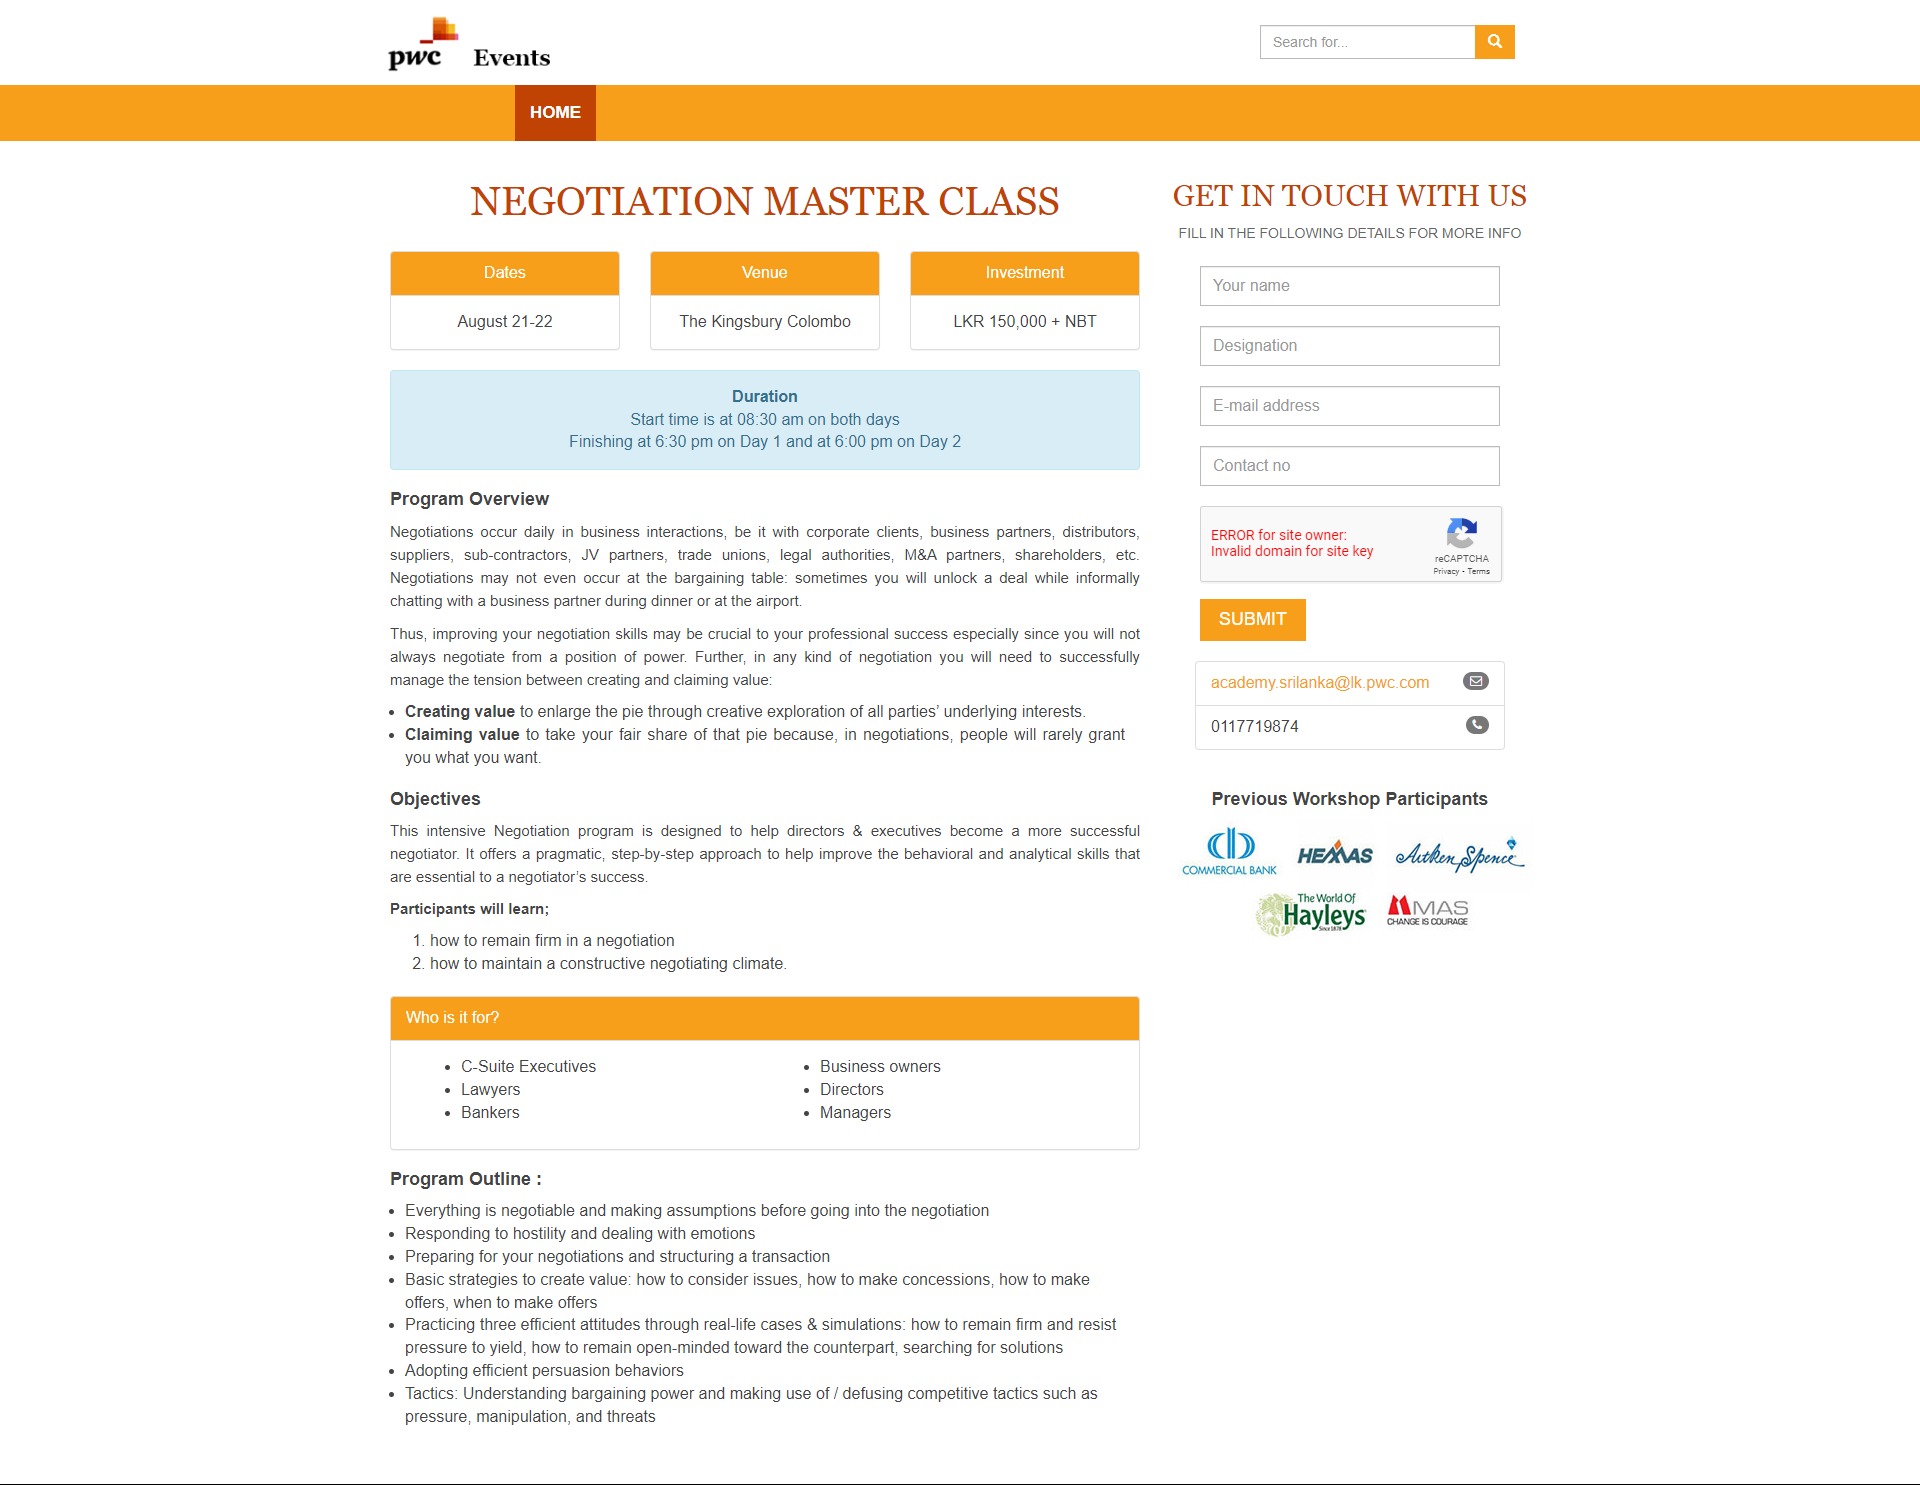 pwc Events
Search for...
HOME
NEGOTIATION MASTER CLASS
Dates
August 21-22
Venue
The Kingsbury Colombo
Investment
LKR 150,000 + NBT
Duration
Start time is at 08:30 am on both days
Finishing at 6:30 pm on Day 1 and at 6:00 pm on Day 2
Program Overview
Negotiations occur daily in business interactions, be it with corporate clients, business partners, distributors,
suppliers, sub-contractors, JV partners, trade unions, legal authorities, M&A partners, shareholders, etc.
Negotiations may not even occur at the bargaining table: sometimes you will unlock a deal while informally
chatting with a business partner during dinner or at the airport.
Thus, improving your negotiation skills may be crucial to your professional success especially since you will not
always negotiate from a position of power. Further, in any kind of negotiation you will need to successfully
manage the tension between creating and claiming value:
• Creating value to enlarge the pie through creative exploration of all parties’ underlying interests.
• Claiming value to take your fair share of that pie because, in negotiations, people will rarely grant
you what you want.
Objectives
This intensive Negotiation program is designed to help directors & executives become a more successful
negotiator. It offers a pragmatic, step-by-step approach to help improve the behavioral and analytical skills that
are essential to a negotiator’s success.
Participants will learn;
1. how to remain firm in a negotiation
2. how to maintain a constructive negotiating climate.
Who is it for?
• C-Suite Executives
• Lawyers
• Bankers
• Business owners
• Directors
• Managers
Program Outline :
• Everything is negotiable and making assumptions before going into the negotiation
• Responding to hostility and dealing with emotions
• Preparing for your negotiations and structuring a transaction
• Basic strategies to create value: how to consider issues, how to make concessions, how to make
offers, when to make offers
• Practicing three efficient attitudes through real-life cases & simulations: how to remain firm and resist
pressure to yield, how to remain open-minded toward the counterpart, searching for solutions
• Adopting efficient persuasion behaviors
• Tactics: Understanding bargaining power and making use of / defusing competitive tactics such as
pressure, manipulation, and threats
GET IN TOUCH WITH US
FILL IN THE FOLLOWING DETAILS FOR MORE INFO
Your name
Designation
E-mail address
Contact no
ERROR for site owner:
Invalid domain for site key
reCAPTCHA
Privacy - Terms
SUBMIT
academy.srilanka@lk.pwc.com
0117719874
Previous Workshop Participants
COMMERCIAL BANK
HEMAS
Aitken Spence
The World Of
Hayleys
Since 1878
MAS
CHANGE IS COURAGE